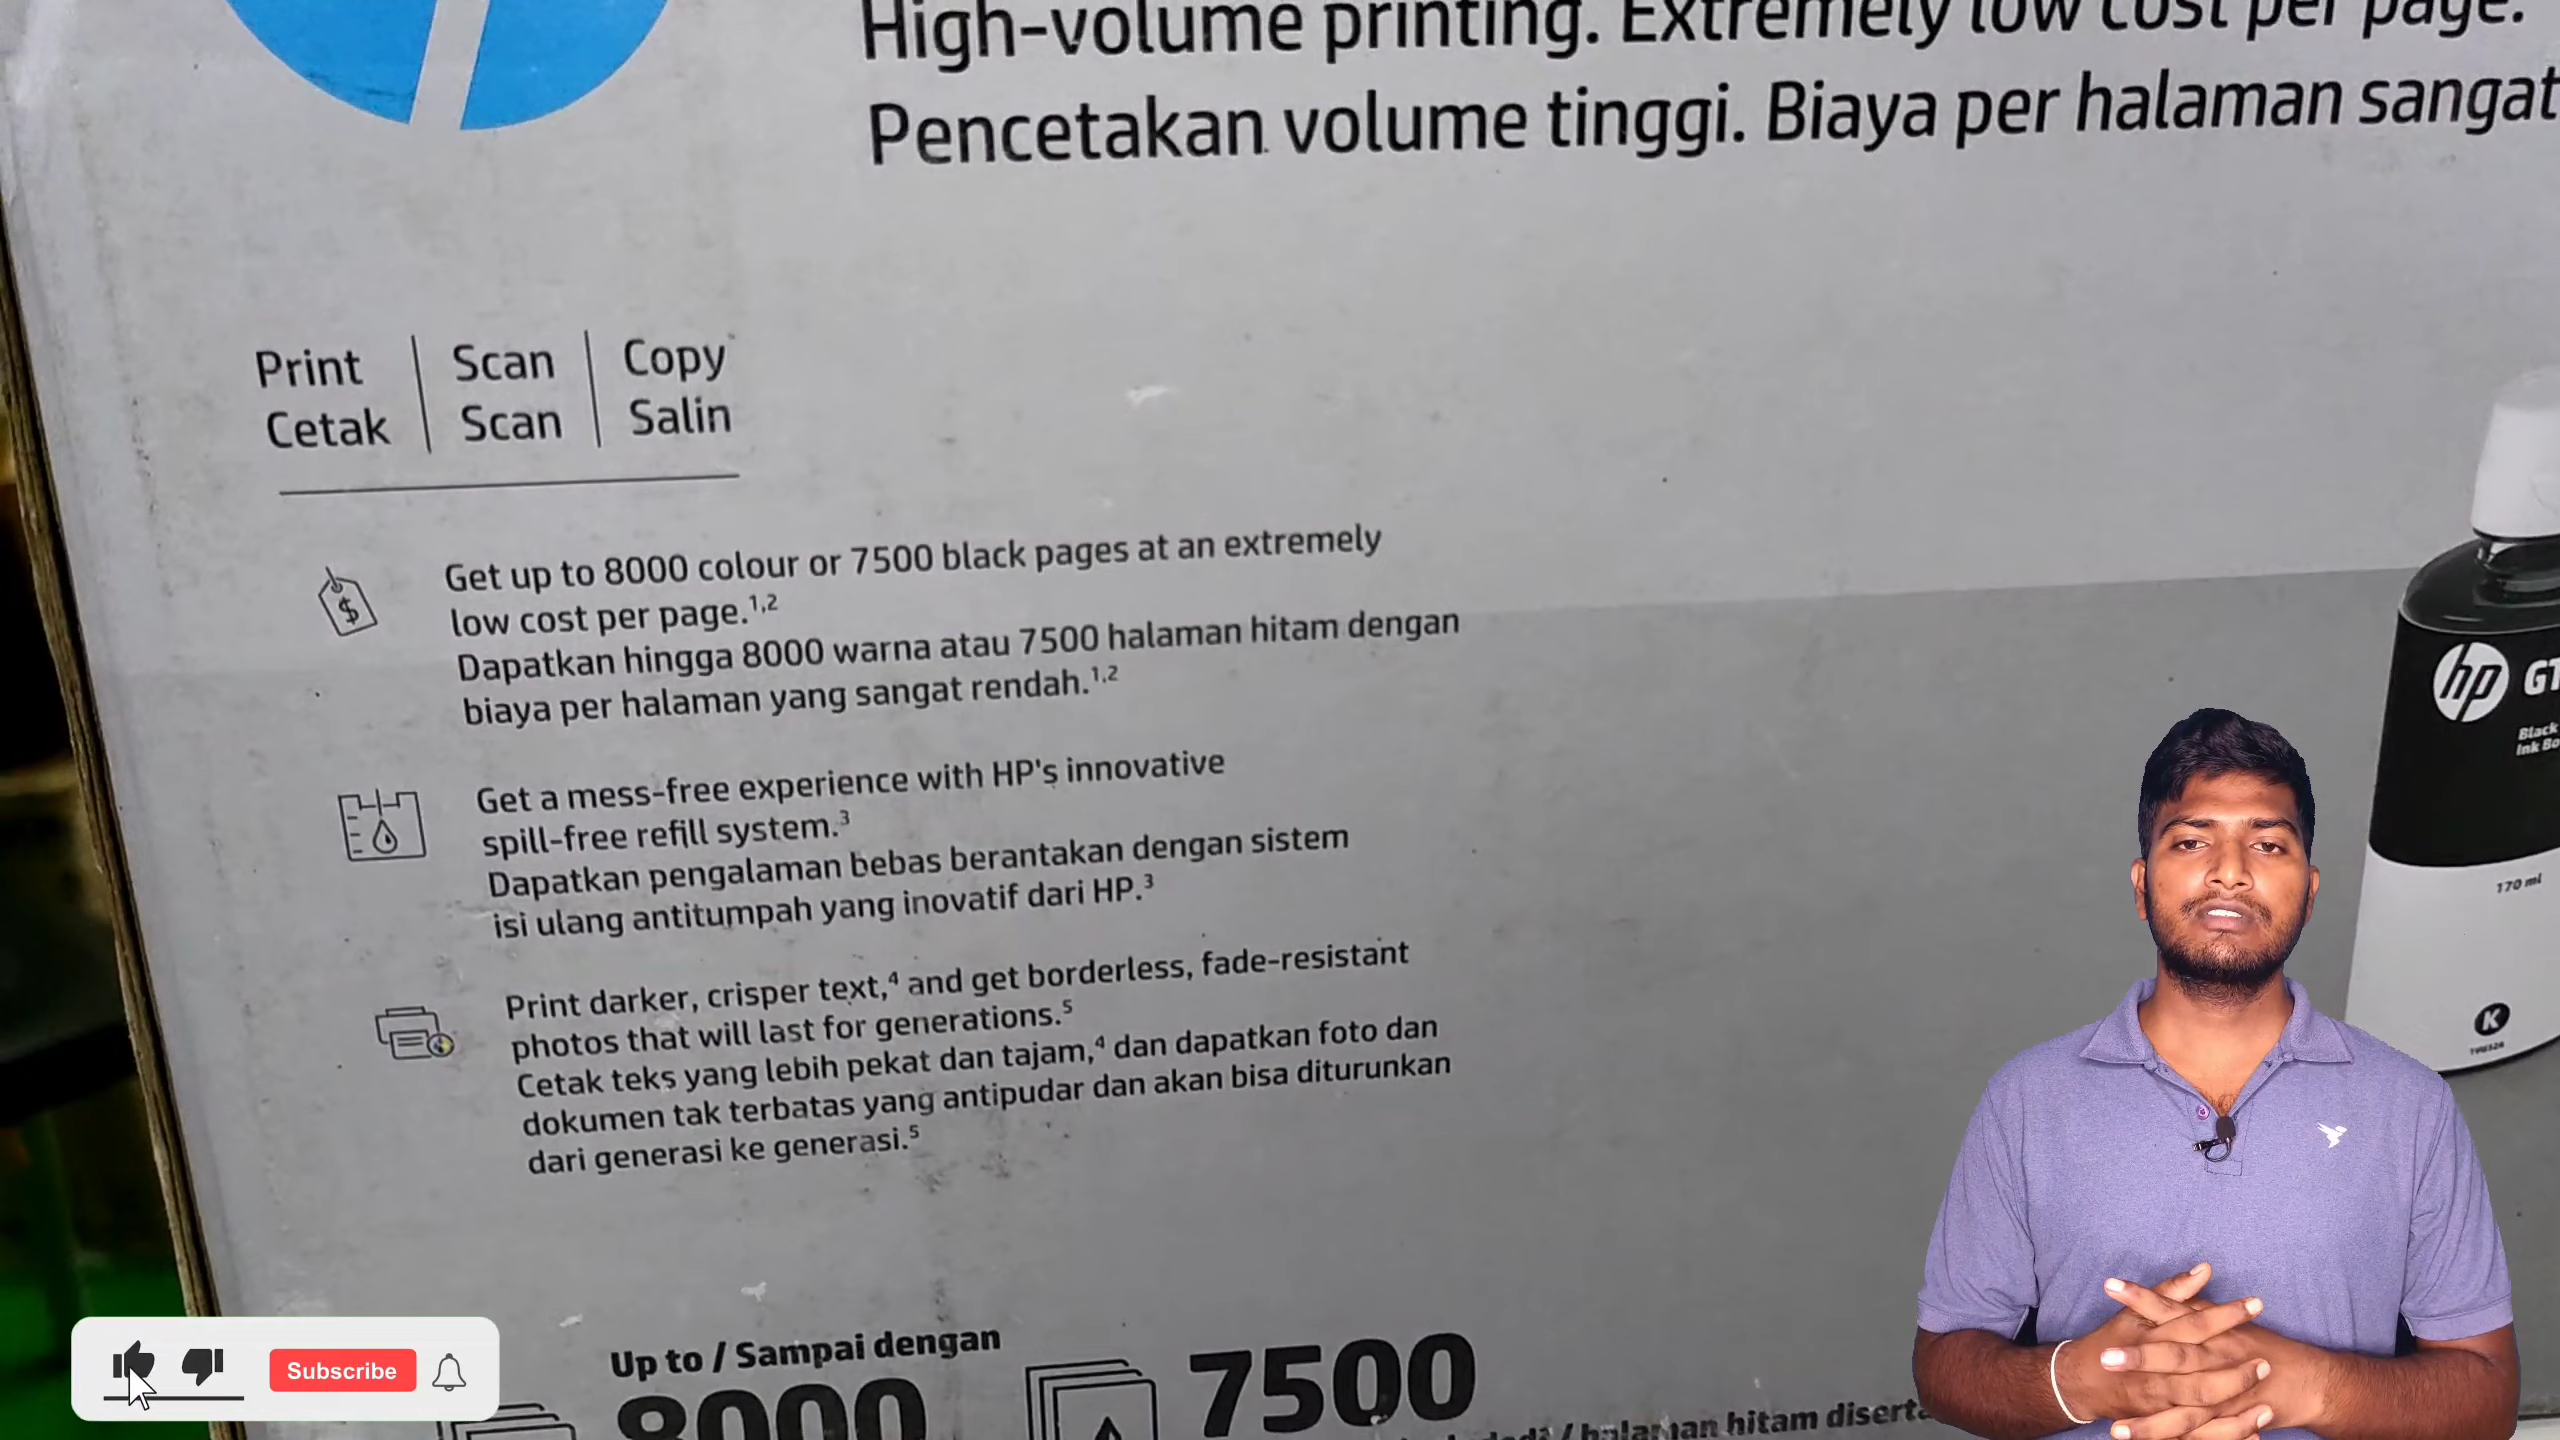 High-volume printing. Extremely low cost per page.
Pencetakan volume tinggi. Biaya per halaman sangat
Print | Scan | Copy
Cetak | Scan | Salin
Get up to 8000 colour or 7500 black pages at an extremely
low cost per page.1,2
Dapatkan hingga 8000 warna atau 7500 halaman hitam dengan
biaya per halaman yang sangat rendah.1,2
Get a mess-free experience with HP's innovative
spill-free refill system.3
Dapatkan pengalaman bebas berantakan dengan sistem
isi ulang antitumpah yang inovatif dari HP.3
Print darker, crisper text,4 and get borderless, fade-resistant
photos that will last for generations.5
Cetak teks yang lebih pekat dan tajam,4 dan dapatkan foto dan
dokumen tak terbatas yang antipudar dan akan bisa diturunkan
dari generasi ke generasi.5
Up to / Sampai dengan
8000
7500
/ halaman hitam
hp GT
Black
Ink
170 ml
K
Subscribe